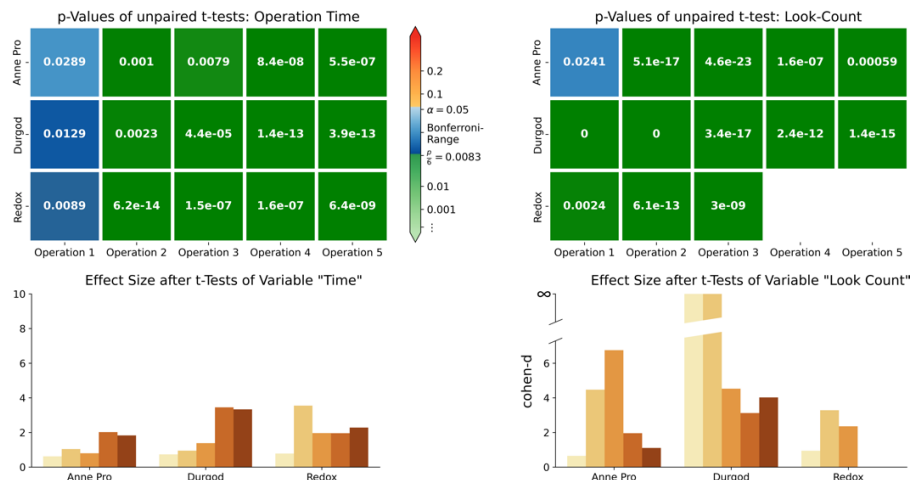 p-Values of unpaired t-tests: Operation Time
Anne Pro
0.0289 0.001 0.0079 8.4e-08 5.5e-07
Durgod
0.0129 0.0023 4.4e-05 1.4e-13 3.9e-13
Redox
0.0089 6.2e-14 1.5e-07 1.6e-07 6.4e-09
Operation 1 Operation 2 Operation 3 Operation 4 Operation 5
0.2
0.1
α = 0.05
Bonferroni-
Range
p/6 = 0.0083
0.01
0.001
⋮
p-Values of unpaired t-test: Look-Count
Anne Pro
0.0241 5.1e-17 4.6e-23 1.6e-07 0.00059
Durgod
0 0 3.4e-17 2.4e-12 1.4e-15
Redox
0.0024 6.1e-13 3e-09
Operation 1 Operation 2 Operation 3 Operation 4 Operation 5
Effect Size after t-Tests of Variable "Time"
10
8
6
4
2
0
Anne Pro Durgod Redox
Effect Size after t-Tests of Variable "Look Count"
cohen-d
∞
6
4
2
0
Anne Pro Durgod Redox